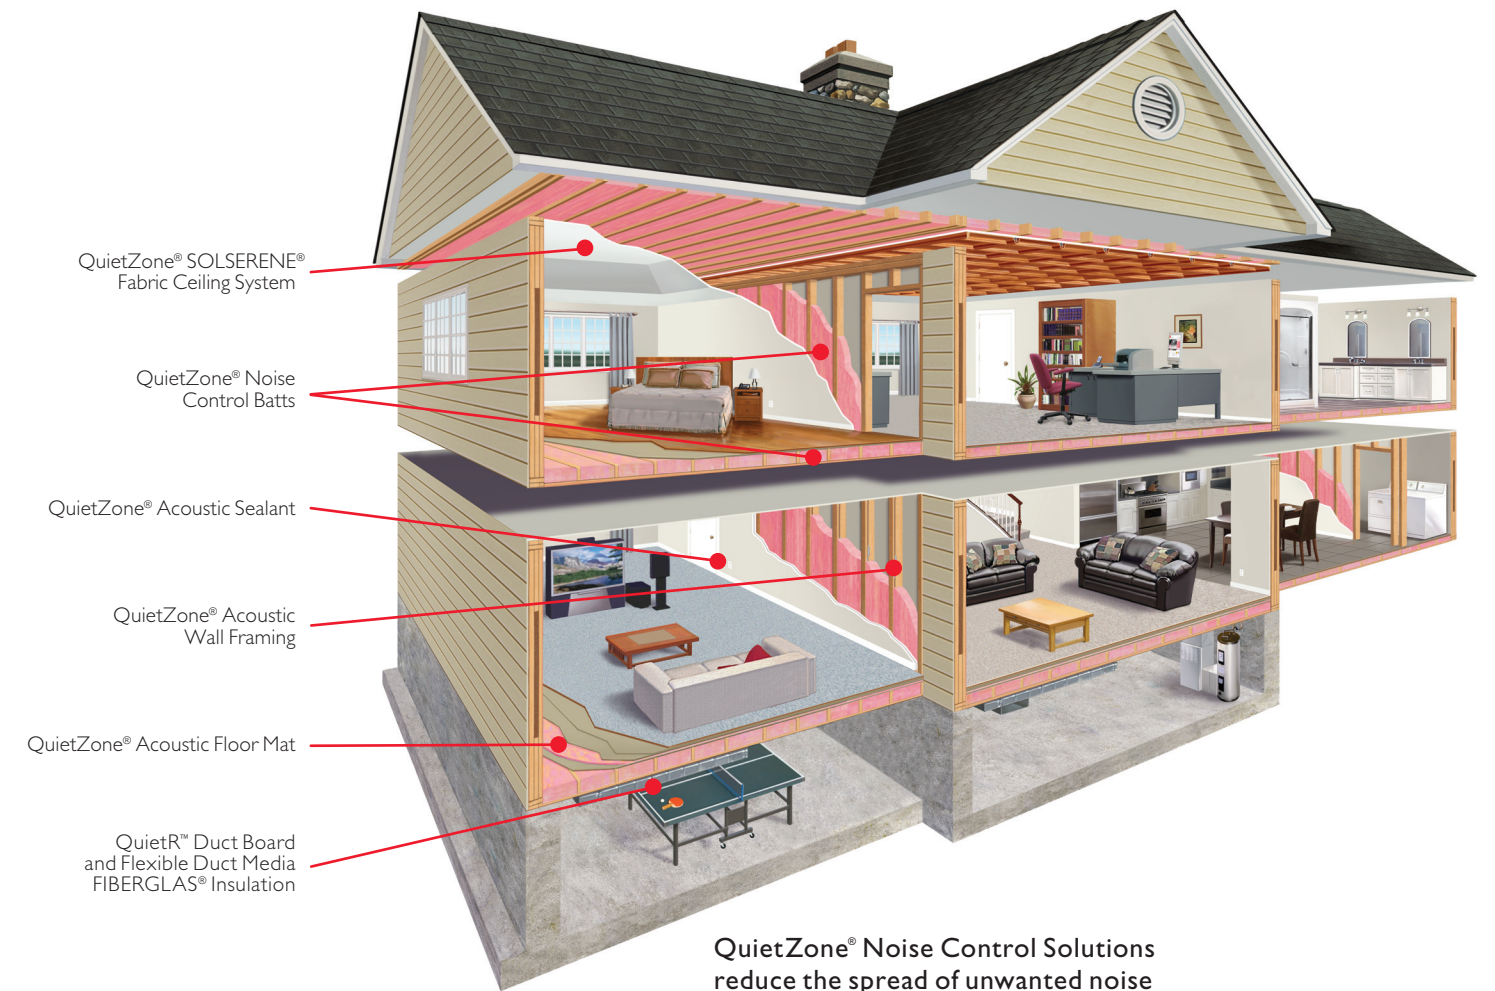 QuietZone® SOLSERENE®
Fabric Ceiling System
QuietZone® Noise
Control Batts
QuietZone® Acoustic Sealant
QuietZone® Acoustic
Wall Framing
QuietZone® Acoustic Floor Mat
QuietR™ Duct Board
and Flexible Duct Media
FIBERGLAS® Insulation
QuietZone® Noise Control Solutions
reduce the spread of unwanted noise